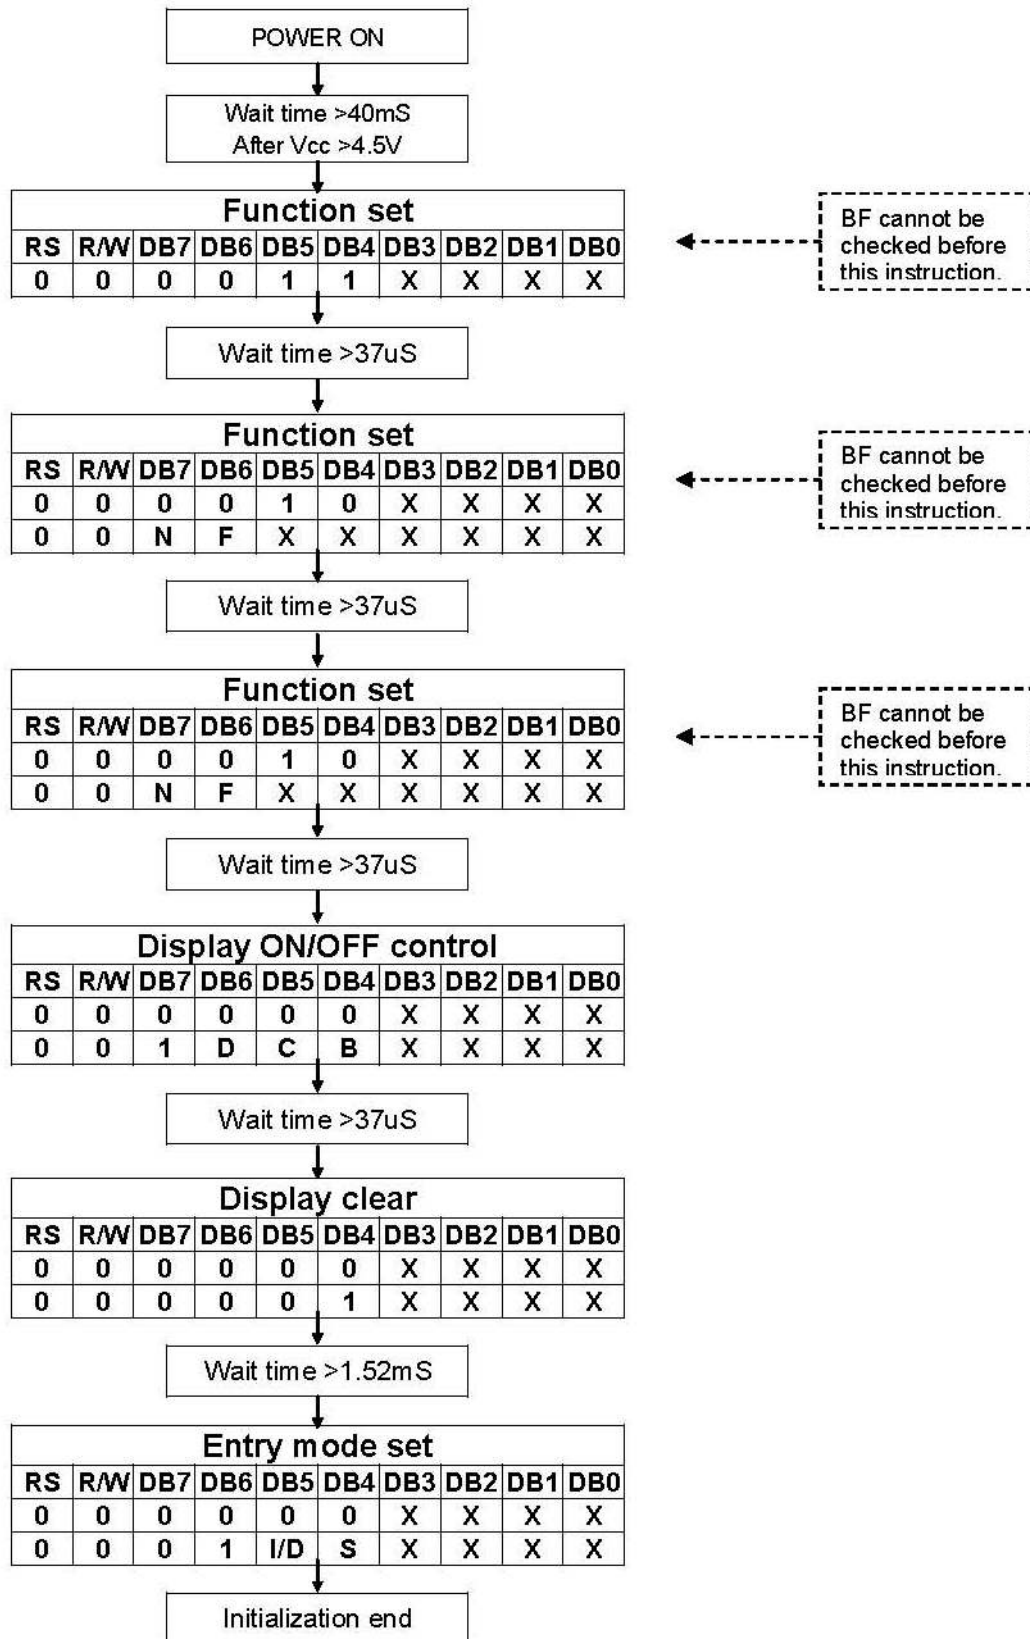 POWER ON
Wait time >40mS
After Vcc >4.5V
Function set
RS R/W DB7 DB6 DB5 DB4 DB3 DB2 DB1 DB0
0 0 0 0 1 1 X X X X
BF cannot be
checked before
this instruction.
Wait time >37uS
Function set
RS R/W DB7 DB6 DB5 DB4 DB3 DB2 DB1 DB0
0 0 0 0 1 0 X X X X
0 0 N F X X X X X X
BF cannot be
checked before
this instruction.
Wait time >37uS
Function set
RS R/W DB7 DB6 DB5 DB4 DB3 DB2 DB1 DB0
0 0 0 0 1 0 X X X X
0 0 N F X X X X X X
BF cannot be
checked before
this instruction.
Wait time >37uS
Display ON/OFF control
RS R/W DB7 DB6 DB5 DB4 DB3 DB2 DB1 DB0
0 0 0 0 0 0 X X X X
0 0 1 D C B X X X X
Wait time >37uS
Display clear
RS R/W DB7 DB6 DB5 DB4 DB3 DB2 DB1 DB0
0 0 0 0 0 0 X X X X
0 0 0 0 0 1 X X X X
Wait time >1.52mS
Entry mode set
RS R/W DB7 DB6 DB5 DB4 DB3 DB2 DB1 DB0
0 0 0 0 0 0 X X X X
0 0 0 1 I/D S X X X X
Initialization end